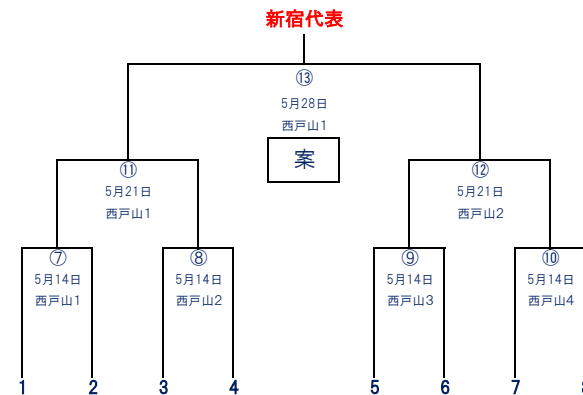 新宿代表
⑬
5月28日
西戸山1
案
⑪
5月21日
西戸山1
⑫
5月21日
西戸山2
⑦
5月14日
西戸山1
⑧
5月14日
西戸山2
⑨
5月14日
西戸山3
⑩
5月14日
西戸山4
1 2 3 4 5 6 7 8